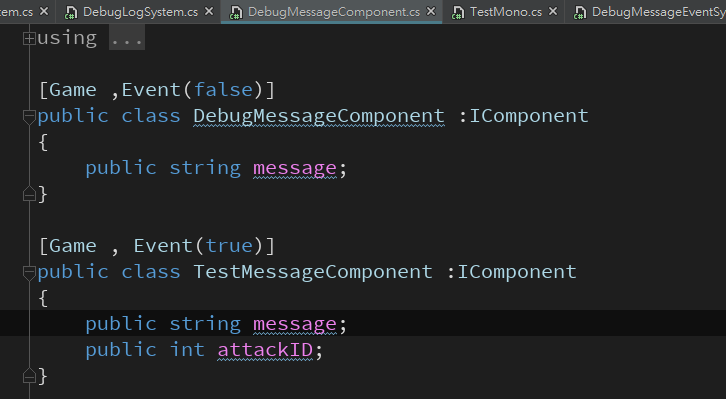 em.cs × DebugLogSystem.cs × DebugMessageComponent.cs × TestMono.cs × DebugMessageEventSy
using ...
[Game ,Event(false)]
public class DebugMessageComponent :IComponent
{
public string message;
}
[Game , Event(true)]
public class TestMessageComponent :IComponent
{
public string message;
public int attackID;
}